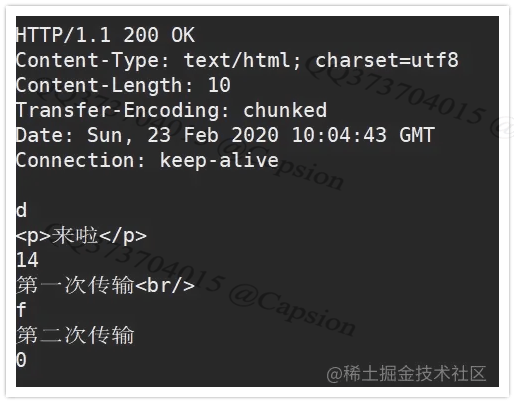 HTTP/1.1 200 OK
Content-Type: text/html; charset=utf8
Content-Length: 10
Transfer-Encoding: chunked
Date: Sun, 23 Feb 2020 10:04:43 GMT
Connection: keep-alive
d
<p>来啦</p>
14
第一次传输<br/>
f
第二次传输
0
QQ373704015 @Capsion
@稀土掘金技术社区